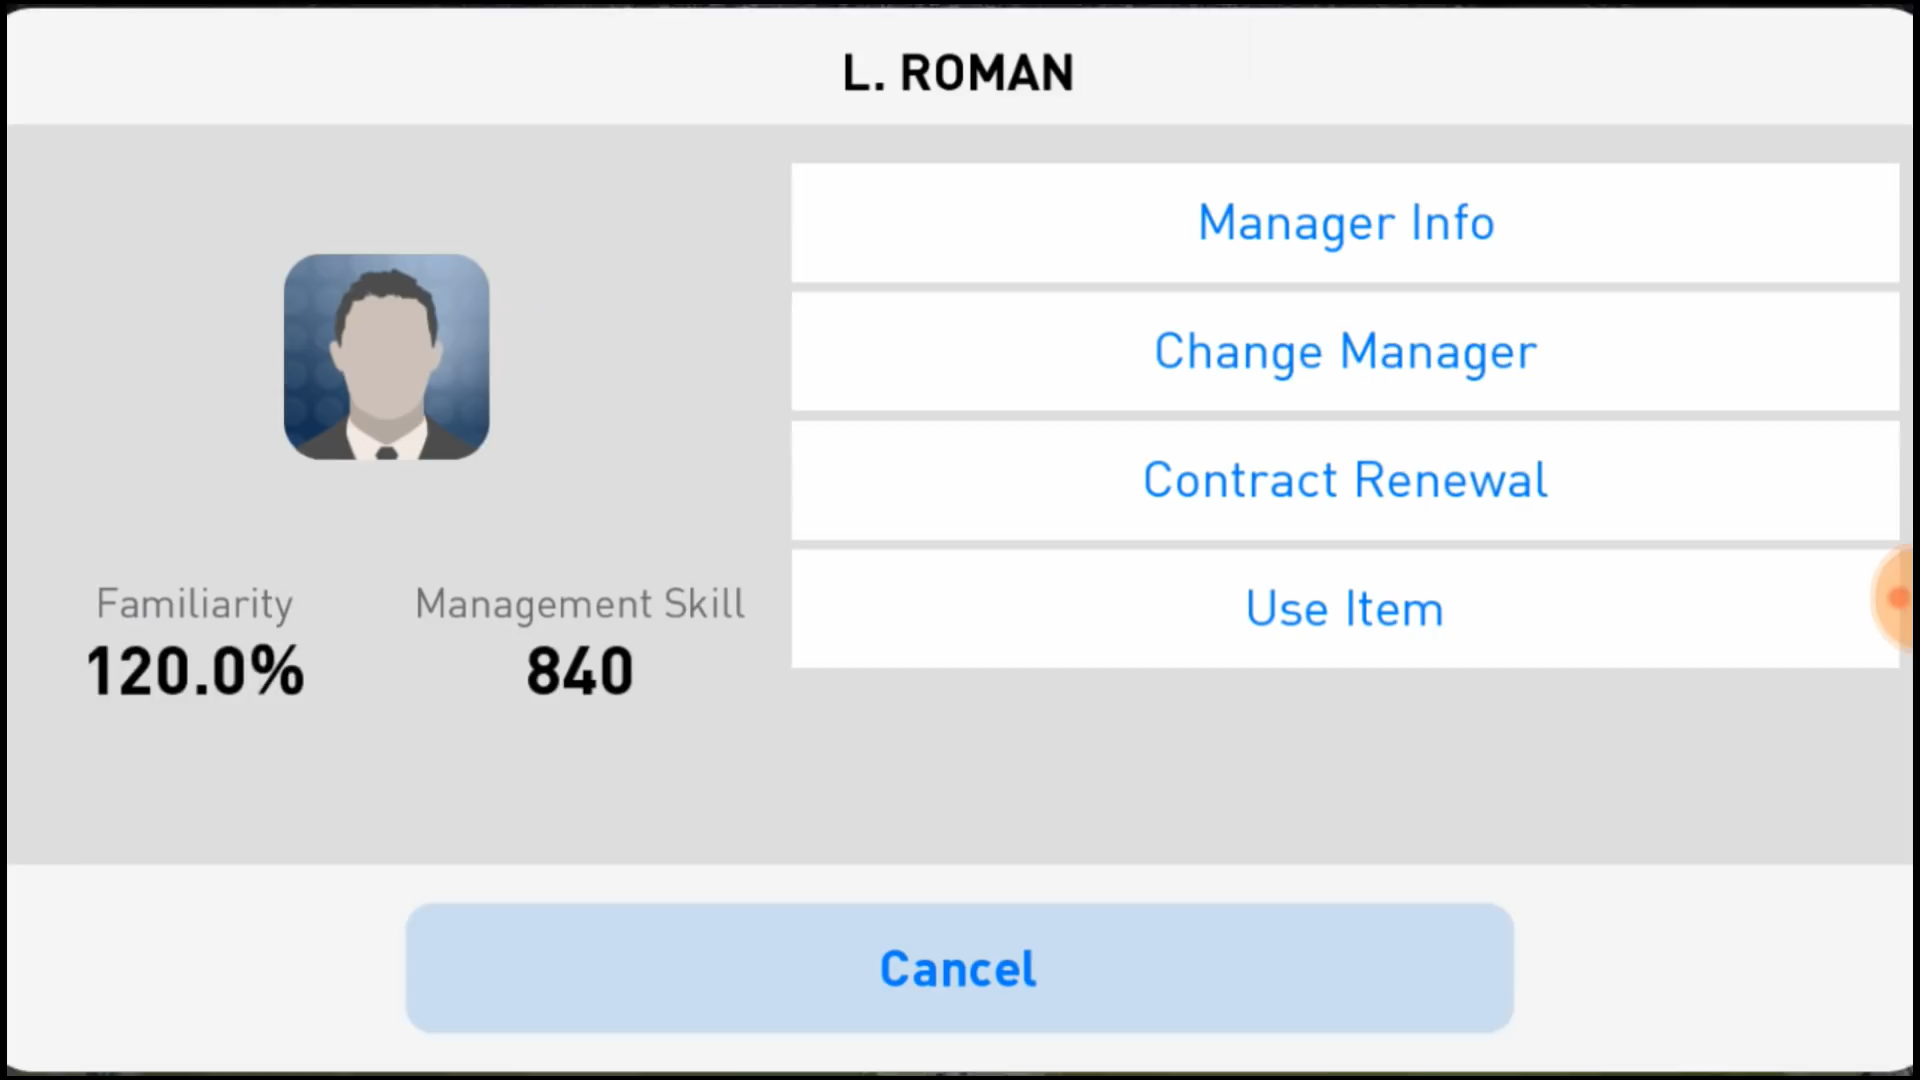 L. ROMAN
Manager Info
Change Manager
Contract Renewal
Use Item
Familiarity
120.0%
Management Skill
840
Cancel